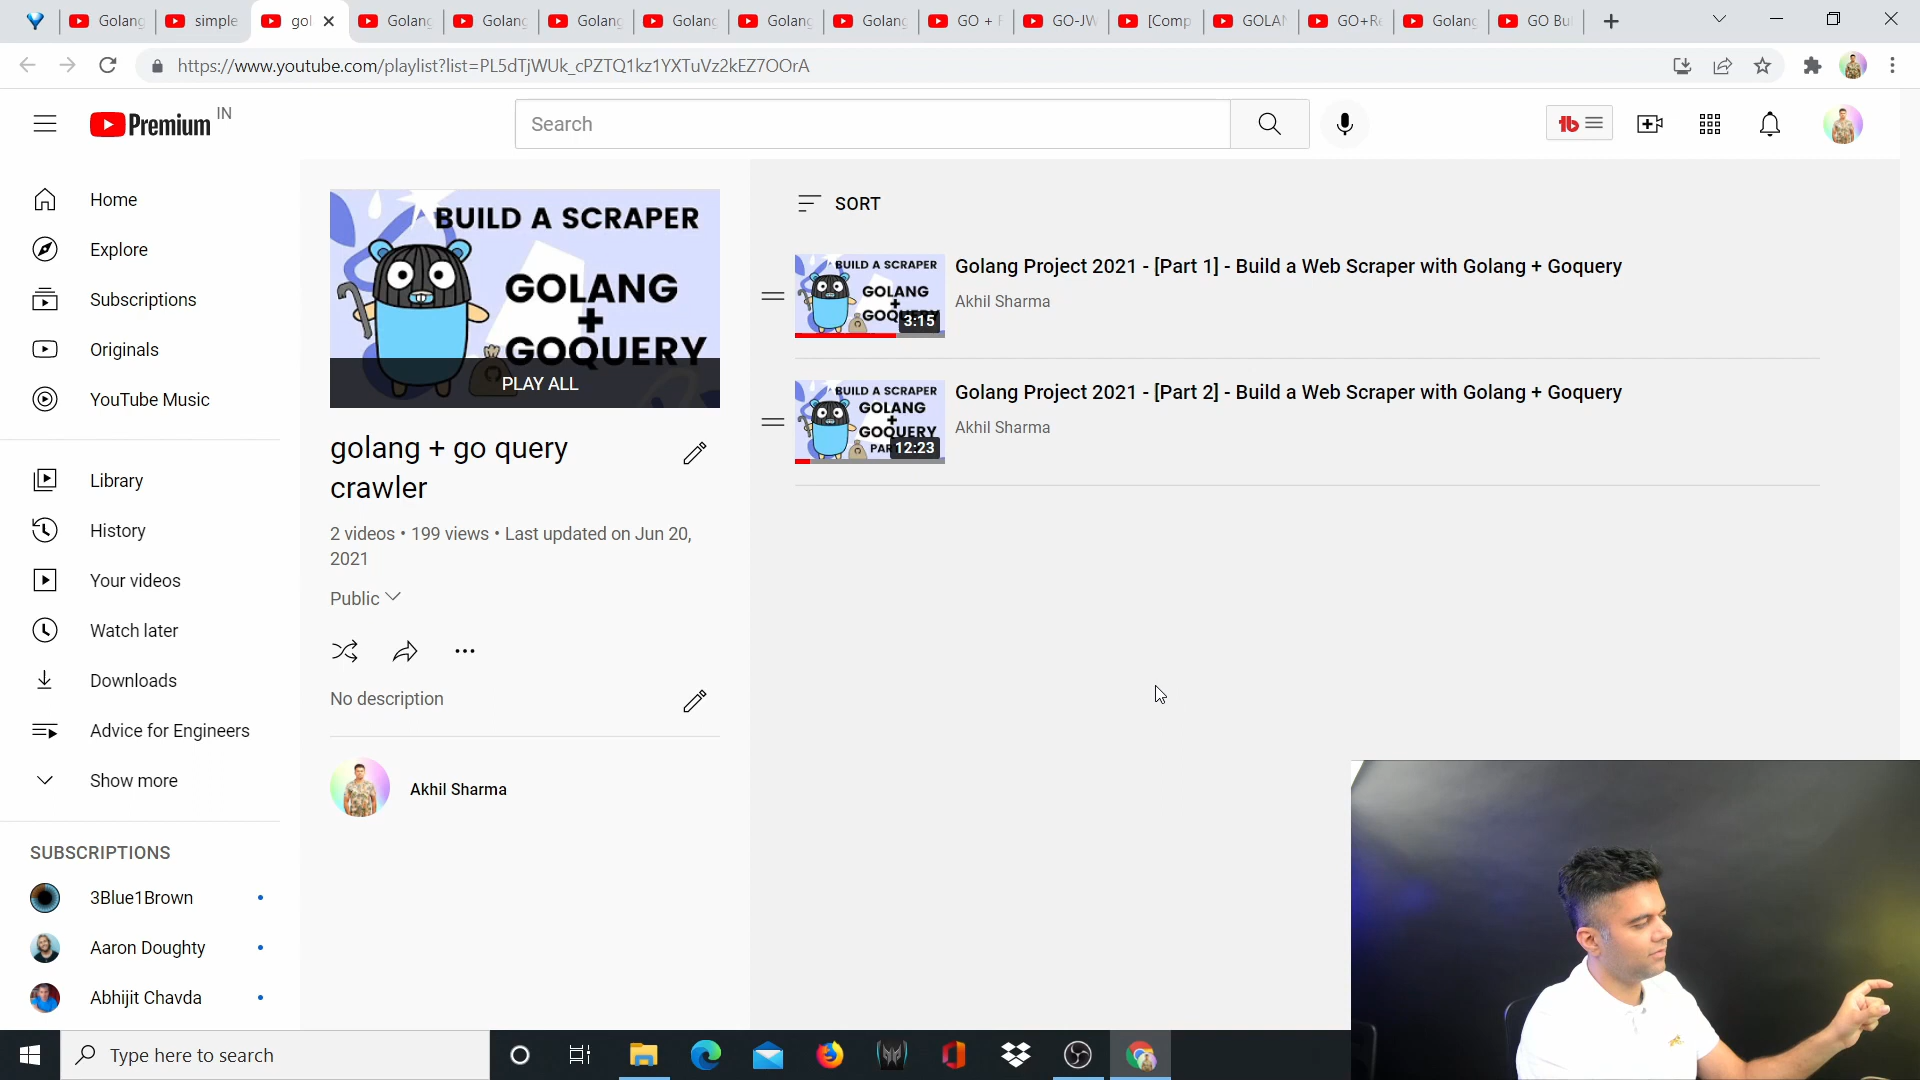 Golang
simple
gol
Golang
Golang
Golang
Golang
Golang
Golang
GO + F
GO-JW
[Comp
GOLAN
GO+Re
Golang
GO Bui
https://www.youtube.com/playlist?list=PL5dTjWUk_cPZTQ1kz1YXTuVz2kEZ7OOrA
Premium IN
Search
Home
Explore
Subscriptions
Originals
YouTube Music
Library
History
Your videos
Watch later
Downloads
Advice for Engineers
Show more
SUBSCRIPTIONS
3Blue1Brown
Aaron Doughty
Abhijit Chavda
BUILD A SCRAPER
GOLANG
+
GOQUERY
PLAY ALL
golang + go query
crawler
2 videos • 199 views • Last updated on Jun 20,
2021
Public
No description
Akhil Sharma
SORT
BUILD A SCRAPER
GOLANG
+
GOQUERY
3:15
Golang Project 2021 - [Part 1] - Build a Web Scraper with Golang + Goquery
Akhil Sharma
BUILD A SCRAPER
GOLANG
+
GOQUERY
PAR
12:23
Golang Project 2021 - [Part 2] - Build a Web Scraper with Golang + Goquery
Akhil Sharma
Type here to search